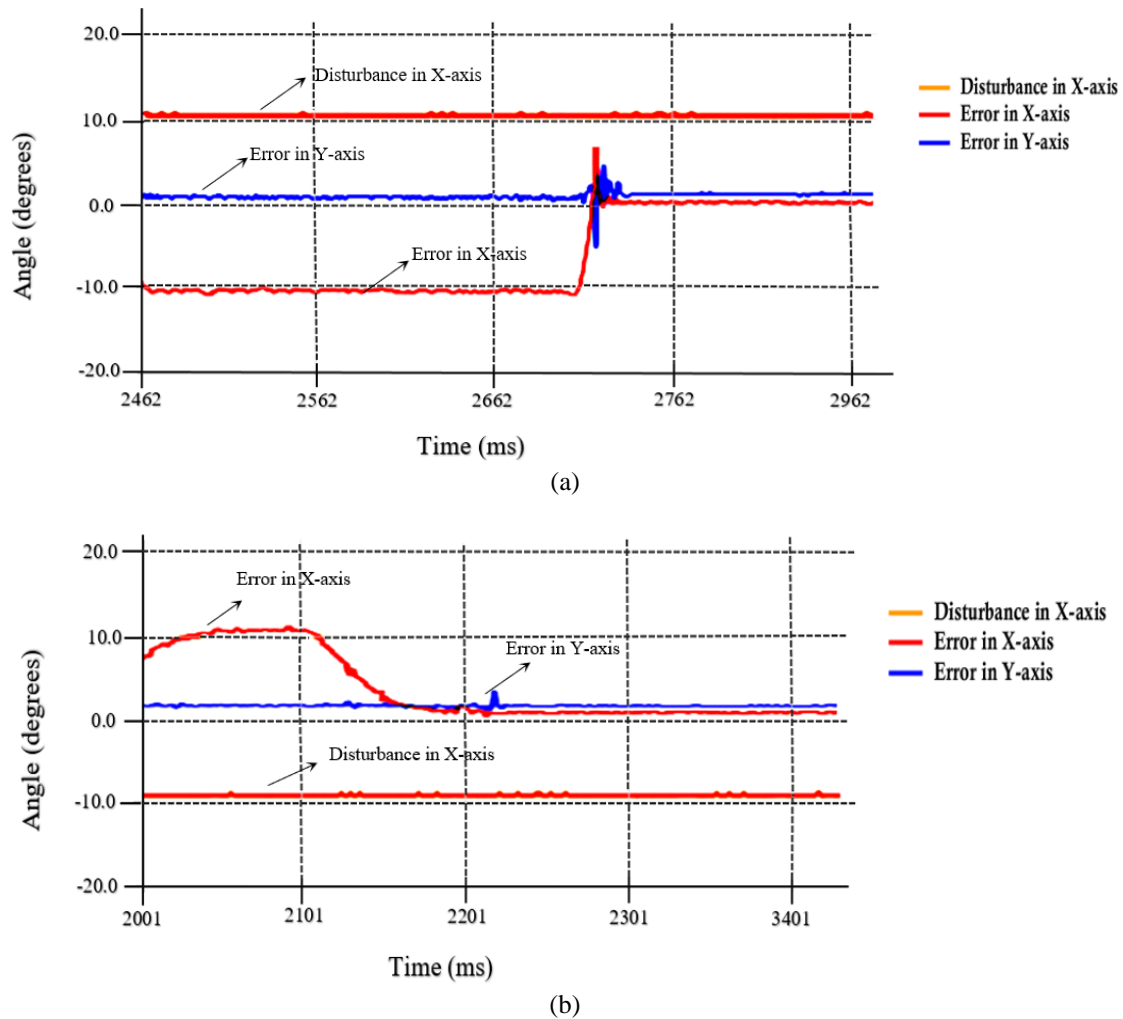 20.0
Disturbance in X-axis
Disturbance in X-axis
Error in X-axis
10.0
Error in Y-axis
Error in Y-axis
0.0
Error in X-axis
-10.0
-20.0
Angle (degrees)
2462
2562
2662
2762
2962
Time (ms)
(a)
20.0
Error in X-axis
Disturbance in X-axis
10.0
Error in X-axis
Error in Y-axis
Error in Y-axis
0.0
Disturbance in X-axis
-10.0
-20.0
Angle (degrees)
2001
2101
2201
2301
3401
Time (ms)
(b)